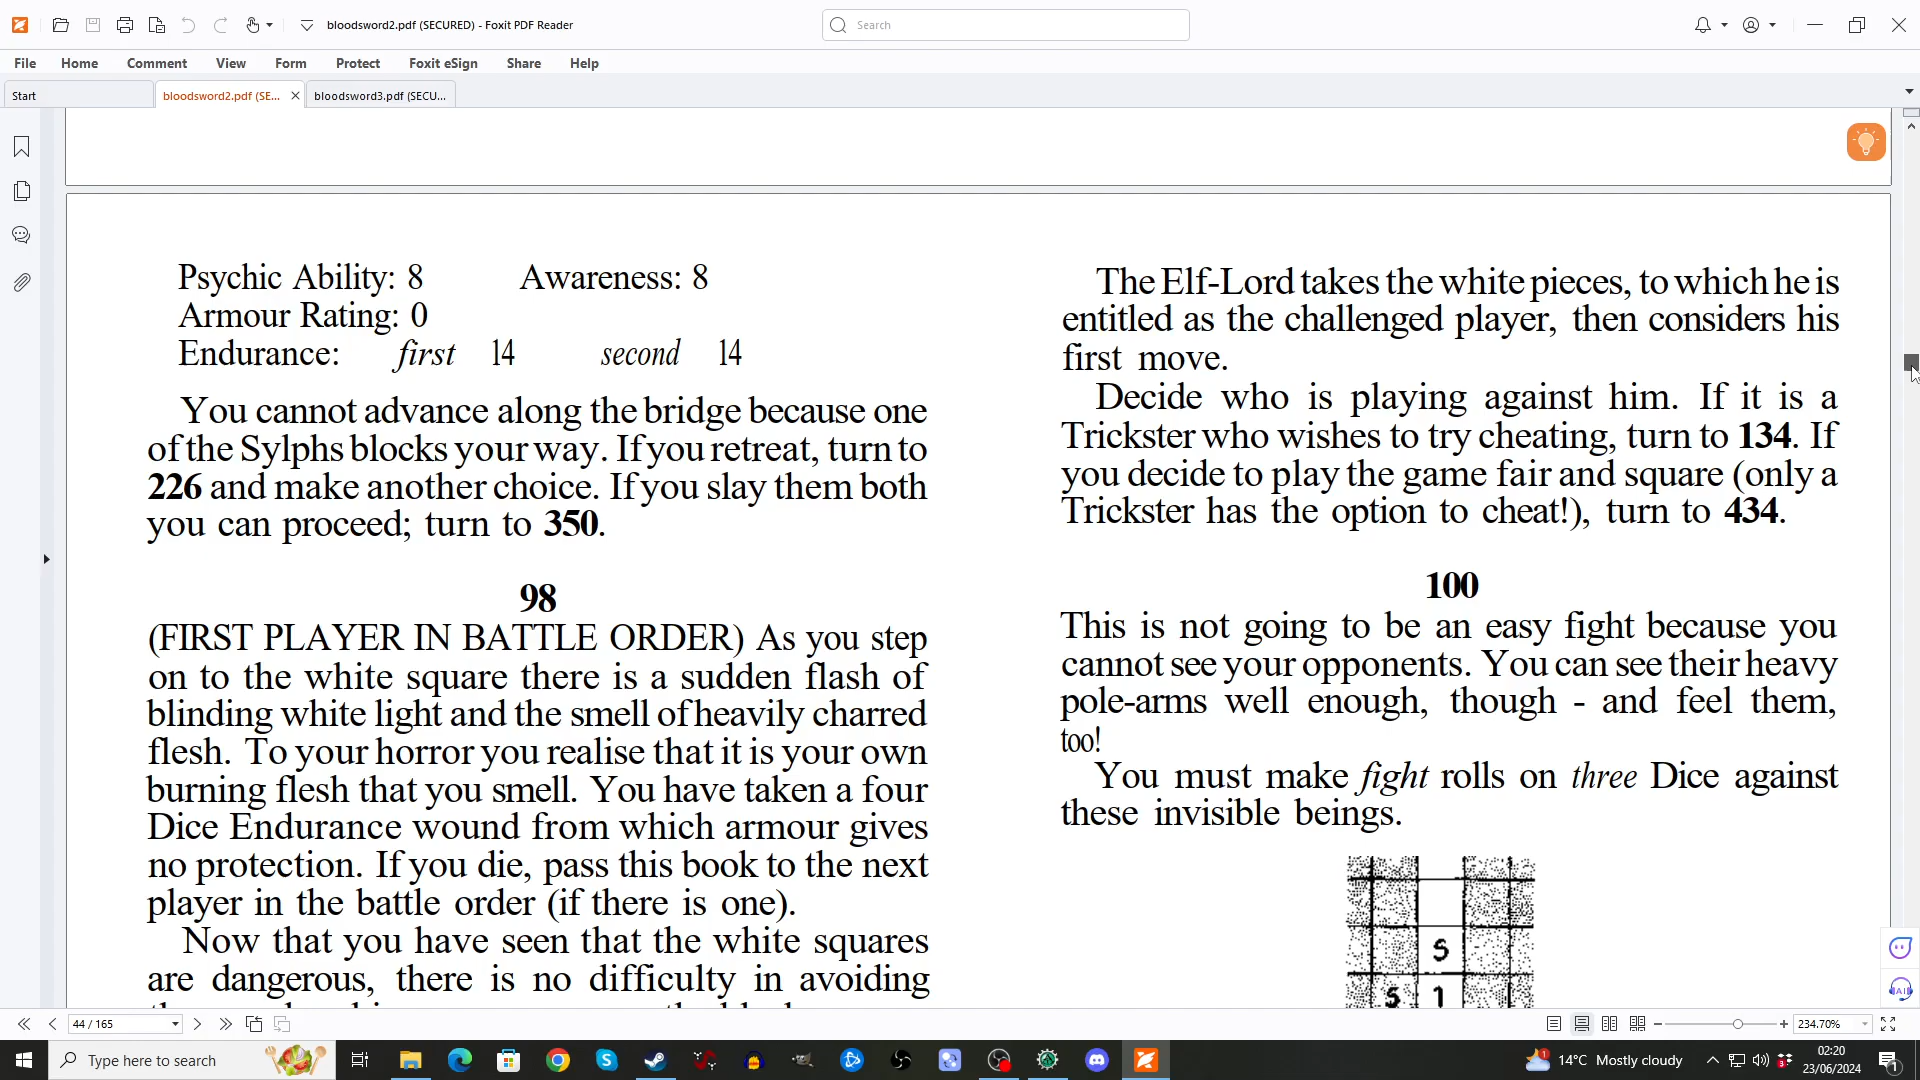 bloodsword2.pdf (SECURED) - Foxit PDF Reader
Search
File Home Comment View Form Protect Foxit eSign Share Help
Start
bloodsword2.pdf (SE...
bloodsword3.pdf (SECU...
Psychic Ability: 8 Awareness: 8
Armour Rating: 0
Endurance: first 14 second 14
You cannot advance along the bridge because one
of the Sylphs blocks your way. If you retreat, turn to
226 and make another choice. If you slay them both
you can proceed; turn to 350.
98
(FIRST PLAYER IN BATTLE ORDER) As you step
on to the white square there is a sudden flash of
blinding white light and the smell of heavily charred
flesh. To your horror you realise that it is your own
burning flesh that you smell. You have taken a four
Dice Endurance wound from which armour gives
no protection. If you die, pass this book to the next
player in the battle order (if there is one).
Now that you have seen that the white squares
are dangerous, there is no difficulty in avoiding
The Elf-Lord takes the white pieces, to which he is
entitled as the challenged player, then considers his
first move.
Decide who is playing against him. If it is a
Trickster who wishes to try cheating, turn to 134. If
you decide to play the game fair and square (only a
Trickster has the option to cheat!), turn to 434.
100
This is not going to be an easy fight because you
cannot see your opponents. You can see their heavy
pole-arms well enough, though - and feel them,
too!
You must make fight rolls on three Dice against
these invisible beings.
S
S 1
44 / 165
234.70%
Type here to search
14°C Mostly cloudy
02:20
23/06/2024